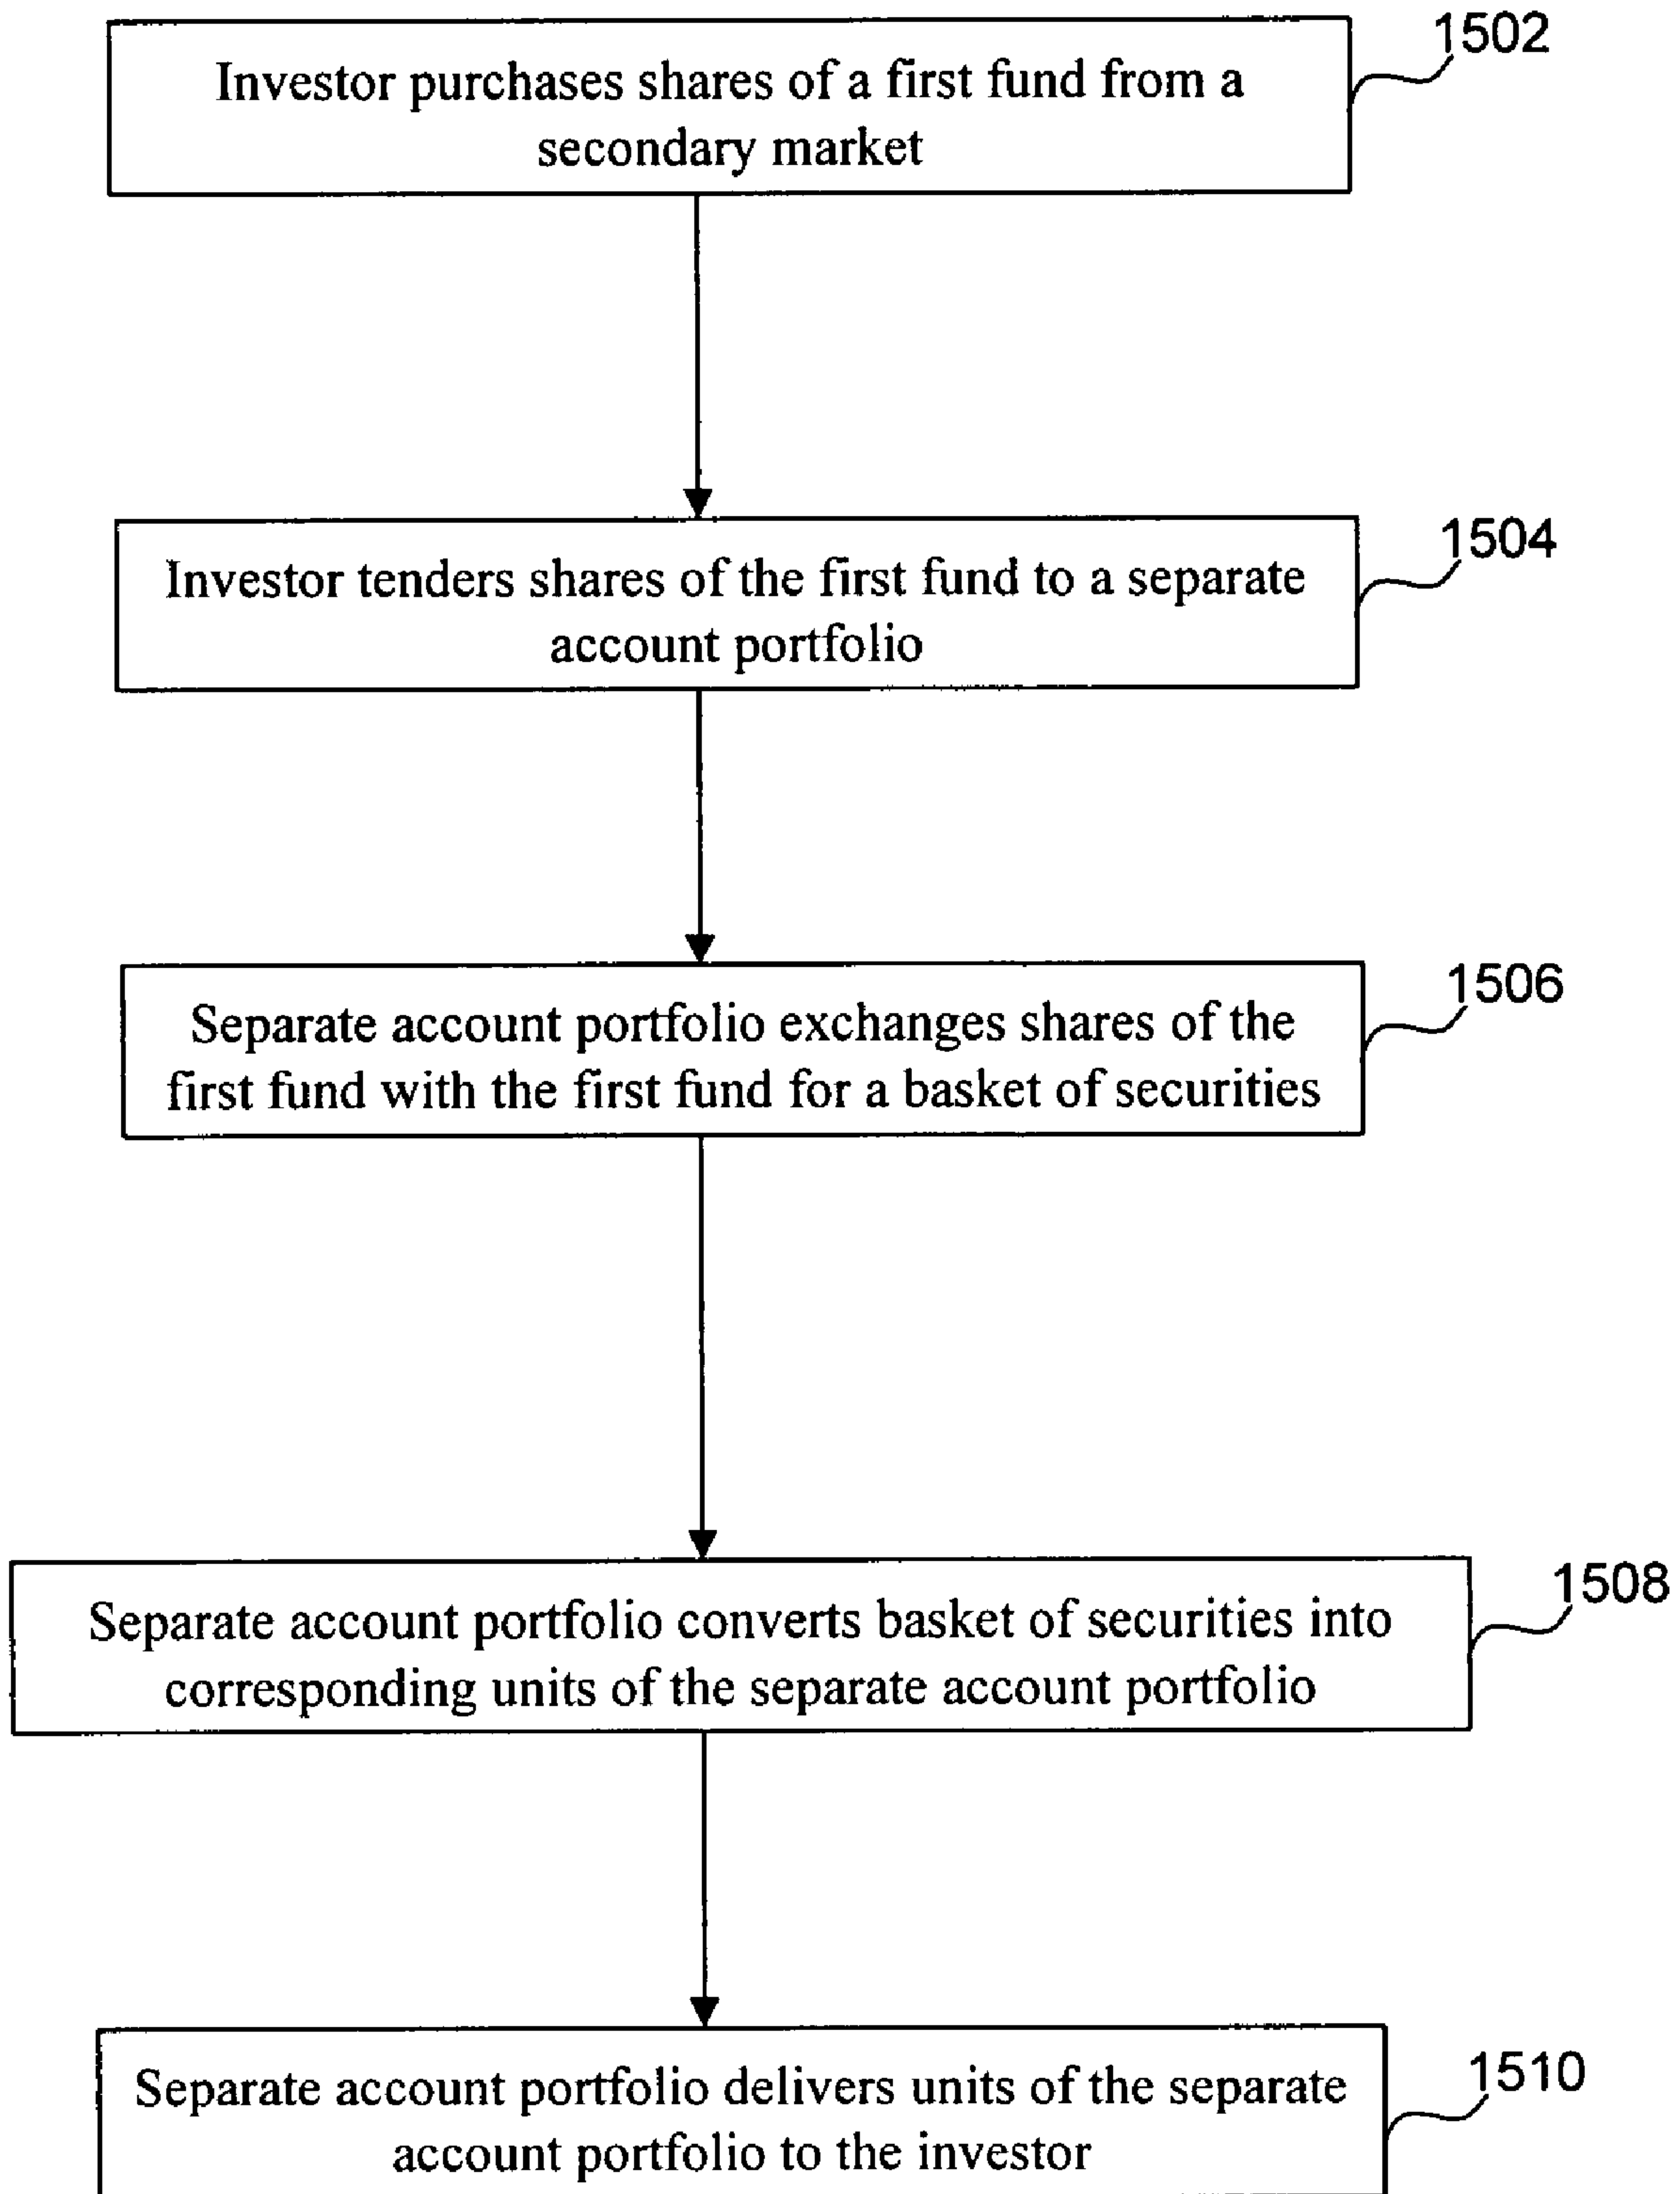 1502
Investor purchases shares of a first fund from a
secondary market
1504
Investor tenders shares of the first fund to a separate
account portfolio
1506
Separate account portfolio exchanges shares of the
first fund with the first fund for a basket of securities
1508
Separate account portfolio converts basket of securities into
corresponding units of the separate account portfolio
1510
Separate account portfolio delivers units of the separate
account portfolio to the investor